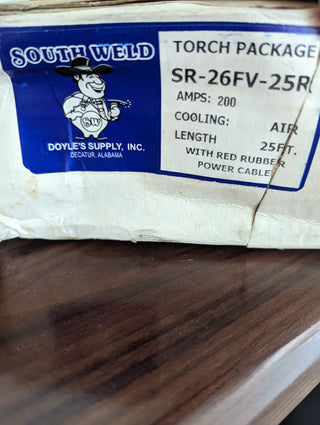 SOUTH WELD
SW
DOYLE'S SUPPLY, INC.
DECATUR, ALABAMA
TORCH PACKAGE
SR-26FV-25R
AMPS: 200
COOLING: AIR
LENGTH 25FT.
WITH RED RUBBER
POWER CABLE